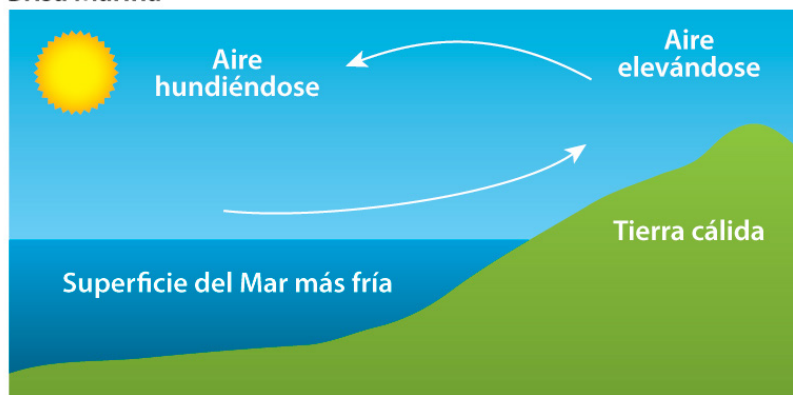 Aire
hundiéndose
Aire
elevándose
Tierra cálida
Superficie del Mar más fría